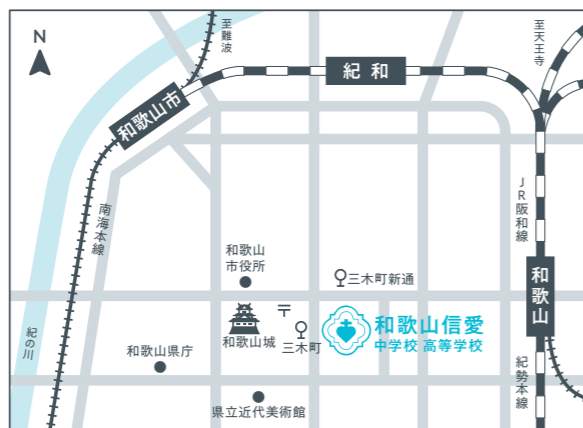 N
至難波
至天王寺
紀和
和歌山市
JR阪和線
南海本線
和歌山
市役所
三木町新通
和歌山
和歌山城
〒
三木町
和歌山信愛
中学校 高等学校
紀の川
和歌山県庁
紀勢本線
県立近代美術館